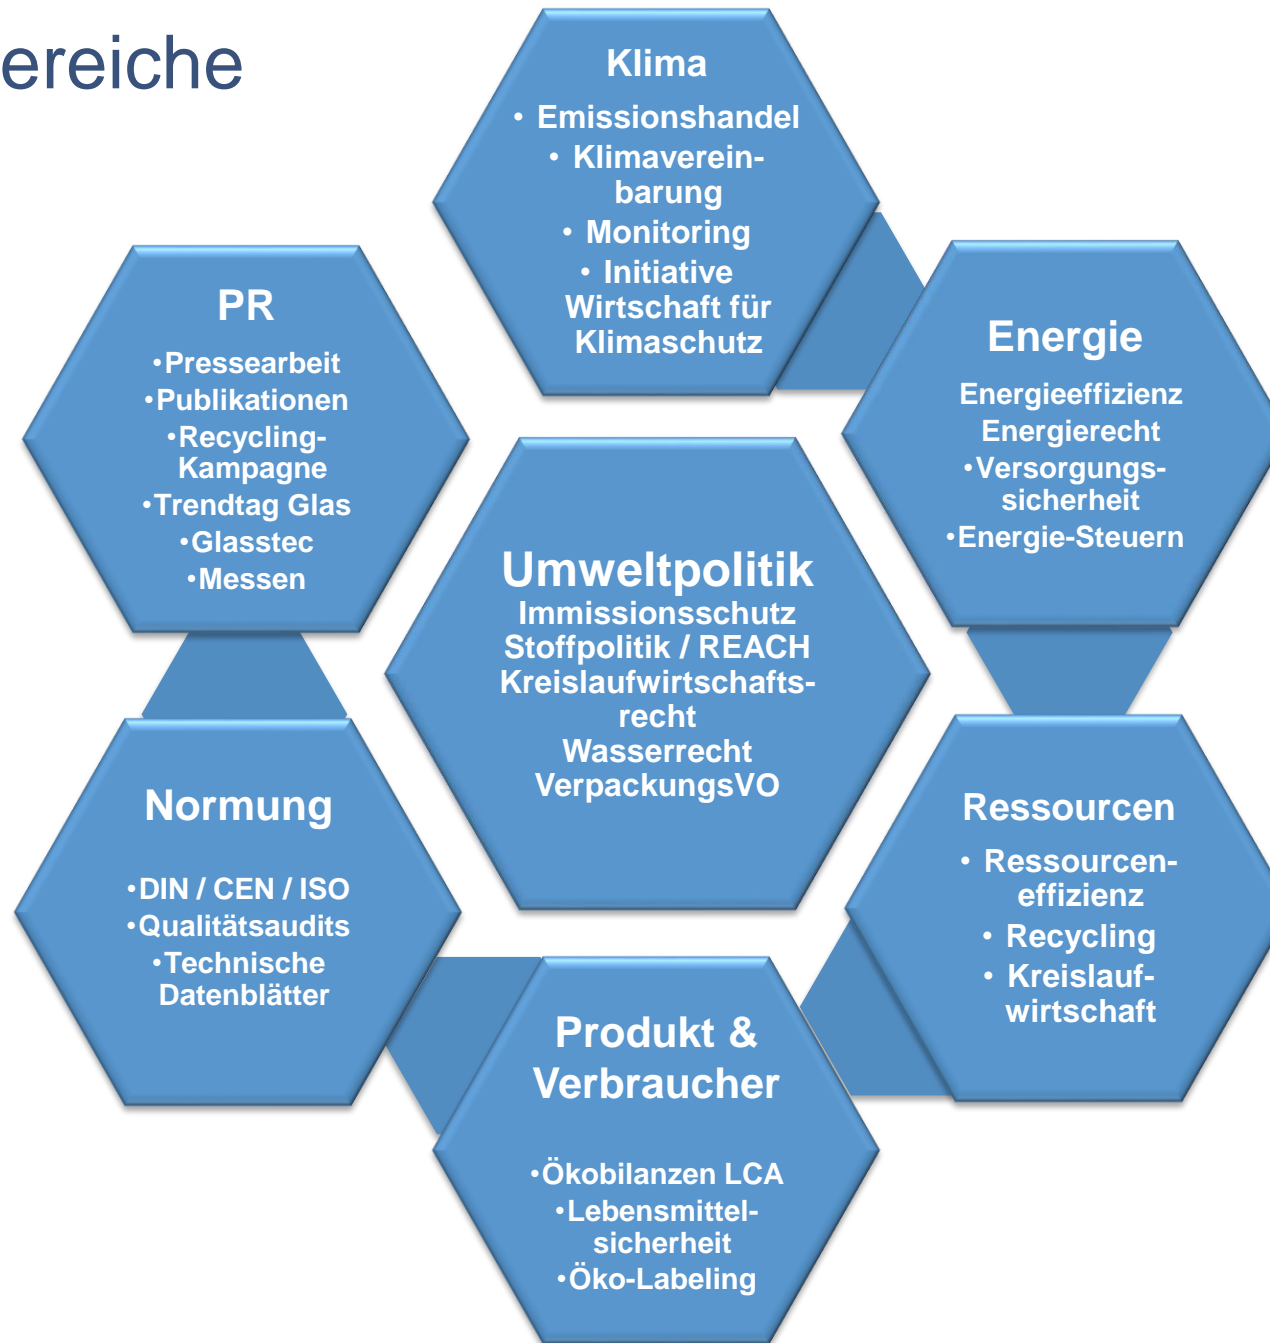 ereiche
Klima
• Emissionshandel
• Klimaverein-
barung
• Monitoring
• Initiative
Wirtschaft für
Klimaschutz
PR
•Pressearbeit
•Publikationen
•Recycling-
Kampagne
•Trendtag Glas
•Glasstec
•Messen
Energie
Energieeffizienz
Energierecht
•Versorgungs-
sicherheit
•Energie-Steuern
Umweltpolitik
Immissionsschutz
Stoffpolitik / REACH
Kreislaufwirtschafts-
recht
Wasserrecht
VerpackungsVO
Normung
•DIN / CEN / ISO
•Qualitätsaudits
•Technische
Datenblätter
Ressourcen
• Ressourcen-
effizienz
• Recycling
• Kreislauf-
wirtschaft
Produkt &
Verbraucher
•Ökobilanzen LCA
•Lebensmittel-
sicherheit
•Öko-Labeling